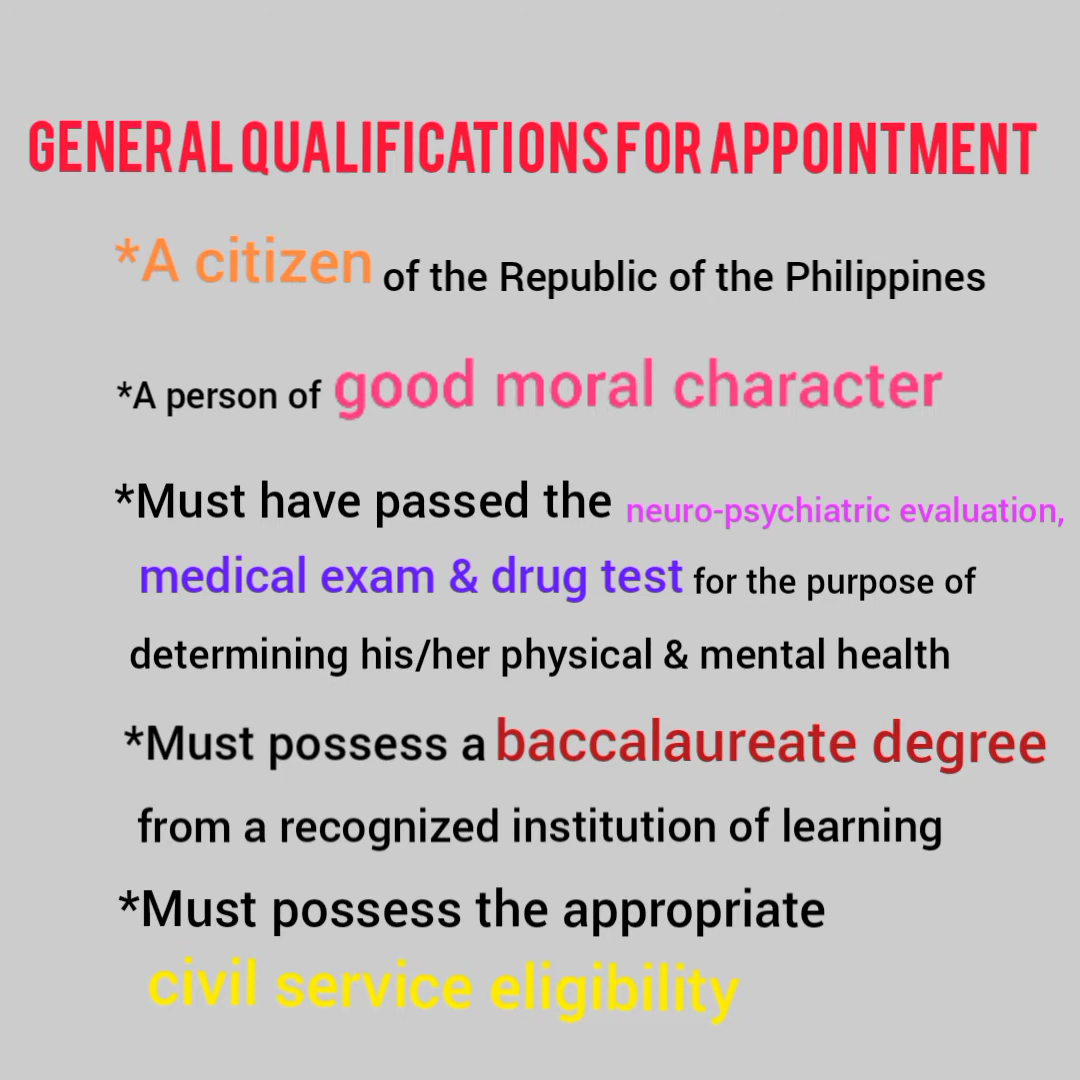 GENERAL QUALIFICATIONS FOR APPOINTMENT
*A citizen of the Republic of the Philippines
*A person of good moral character
*Must have passed the neuro-psychiatric evaluation,
medical exam & drug test for the purpose of
determining his/her physical & mental health
*Must possess a baccalaureate degree
from a recognized institution of learning
*Must possess the appropriate
civil service eligibility